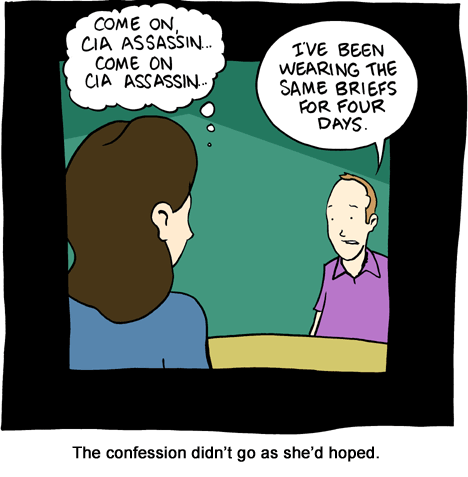 COME ON,
CIA ASSASSIN...
COME ON
CIA ASSASSIN...
I'VE BEEN
WEARING THE
SAME BRIEFS
FOR FOUR
DAYS.
The confession didn't go as she'd hoped.